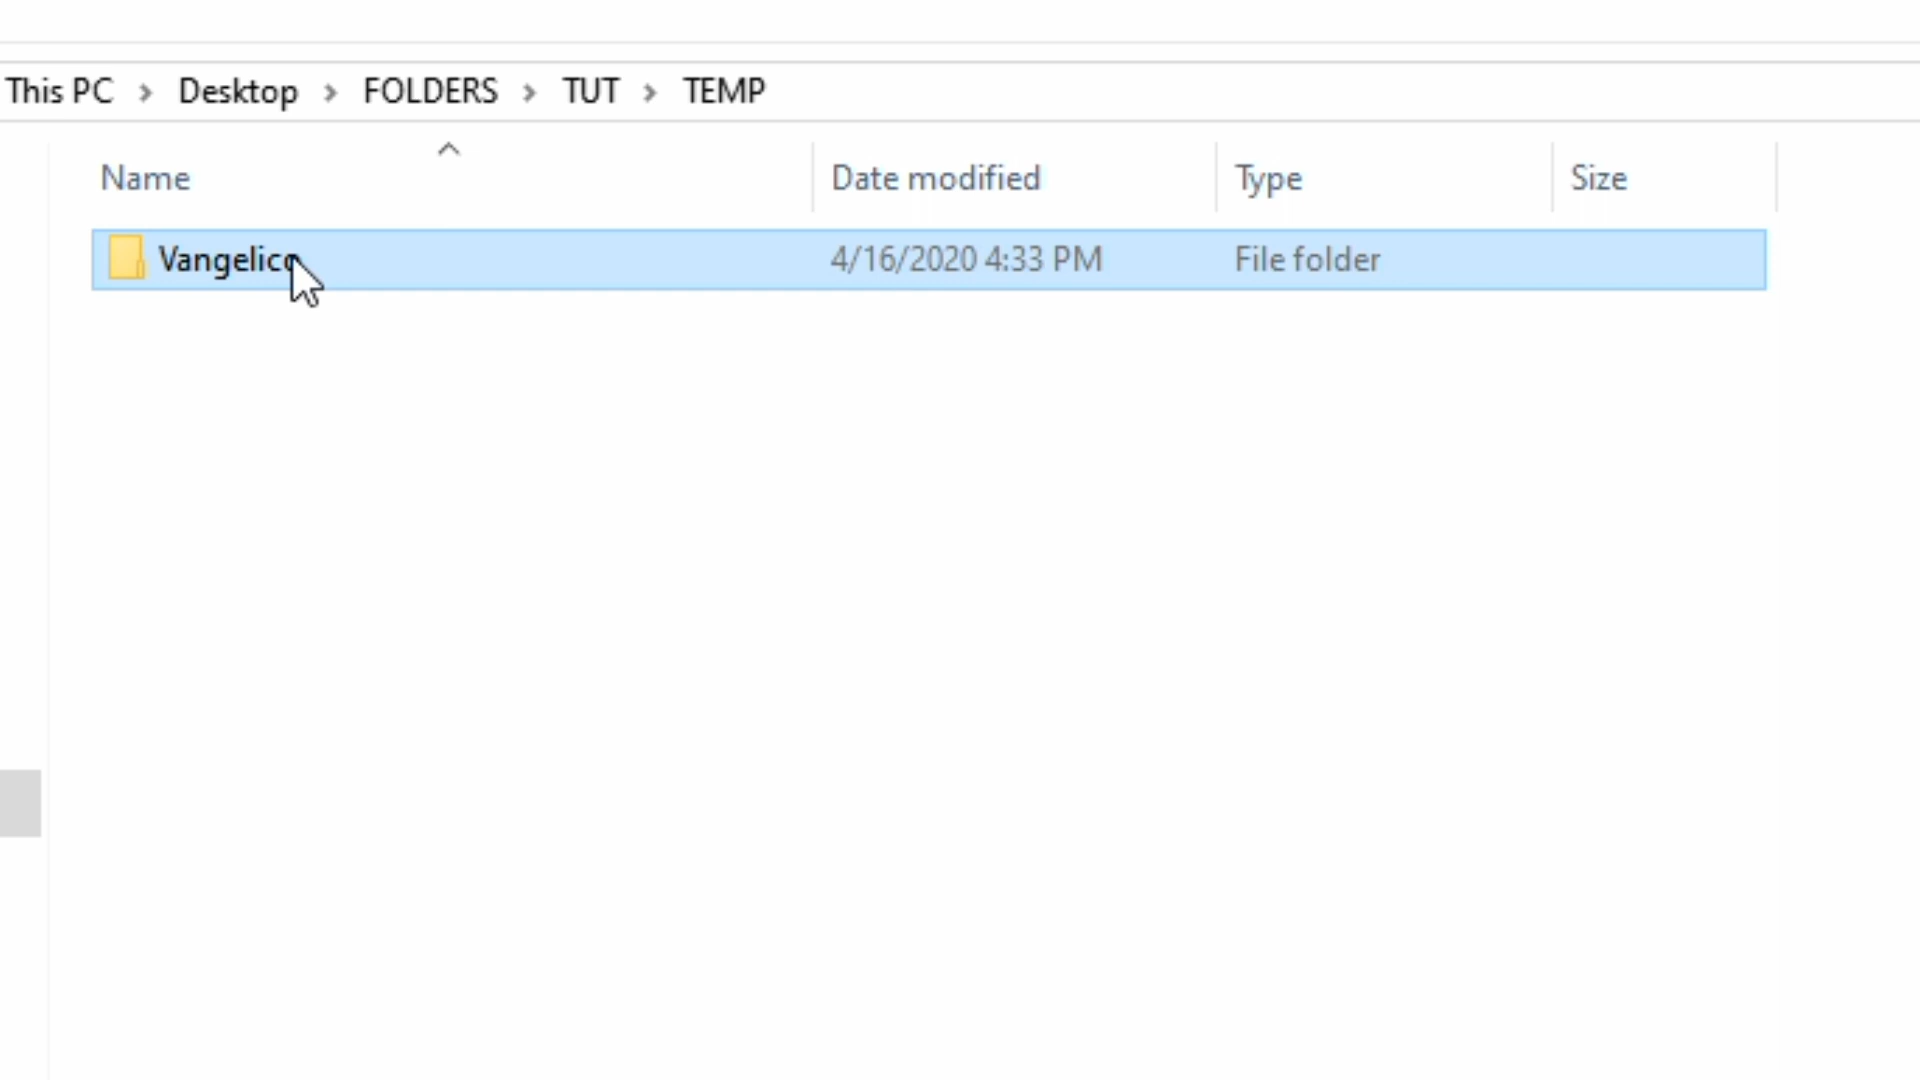 This PC > Desktop > FOLDERS > TUT > TEMP
Name Date modified Type Size
Vangelico 4/16/2020 4:33 PM File folder